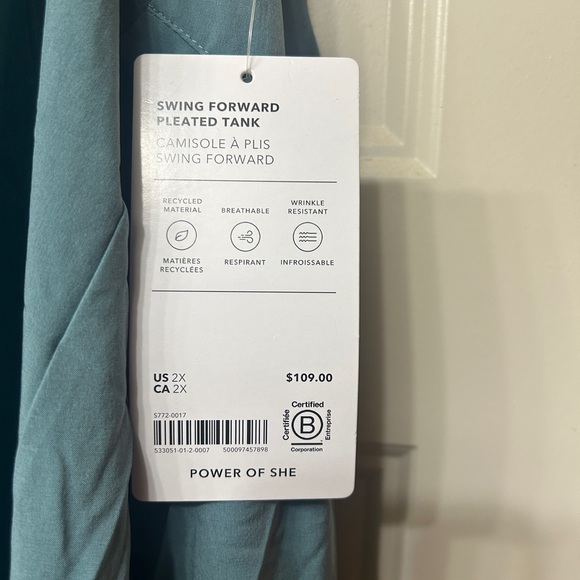 SWING FORWARD
PLEATED TANK
CAMISOLE À PLIS
SWING FORWARD
RECYCLED
MATERIAL
BREATHABLE
WRINKLE
RESISTANT
MATIÈRES
RECYCLÉES
RESPIRANT
INFROISSABLE
US 2X
CA 2X
$109.00
S772-0017
533051-01-2-0007 500097457898
Certified
Certifiée
B
Entreprise
Corporation
POWER OF SHE